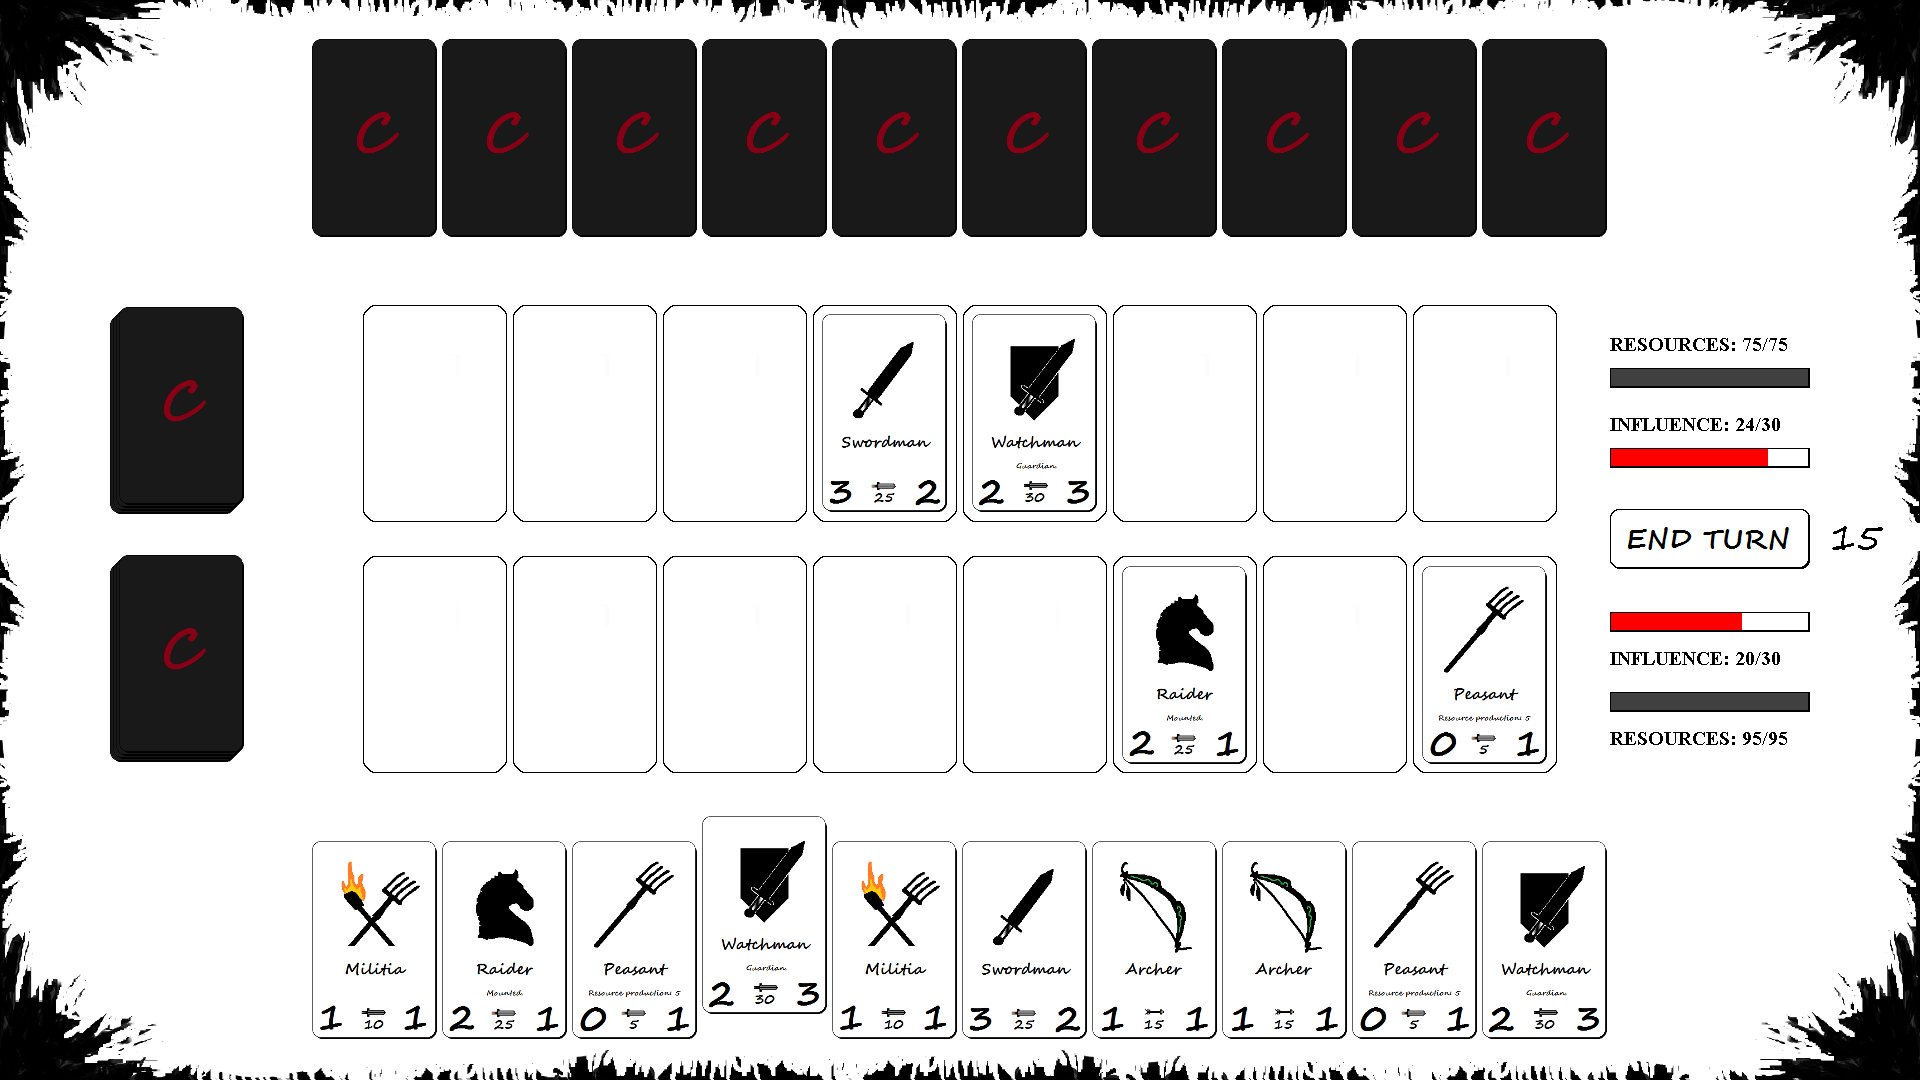 C C C C C C C C C C
C
Swordman
3 25 2
Watchman
Guardian
2 30 3
RESOURCES: 75/75
INFLUENCE: 24/30
END TURN 15
C
Raider
Mounted
2 25 1
Peasant
Resource production: 5
0 5 1
INFLUENCE: 20/30
RESOURCES: 95/95
Militia
1 10 1
Raider
Mounted
2 25 1
Peasant
Resource production: 5
0 5 1
Watchman
Guardian
2 30 3
Militia
1 10 1
Swordman
3 25 2
Archer
1 15 1
Archer
1 15 1
Peasant
Resource production: 5
0 5 1
Watchman
Guardian
2 30 3